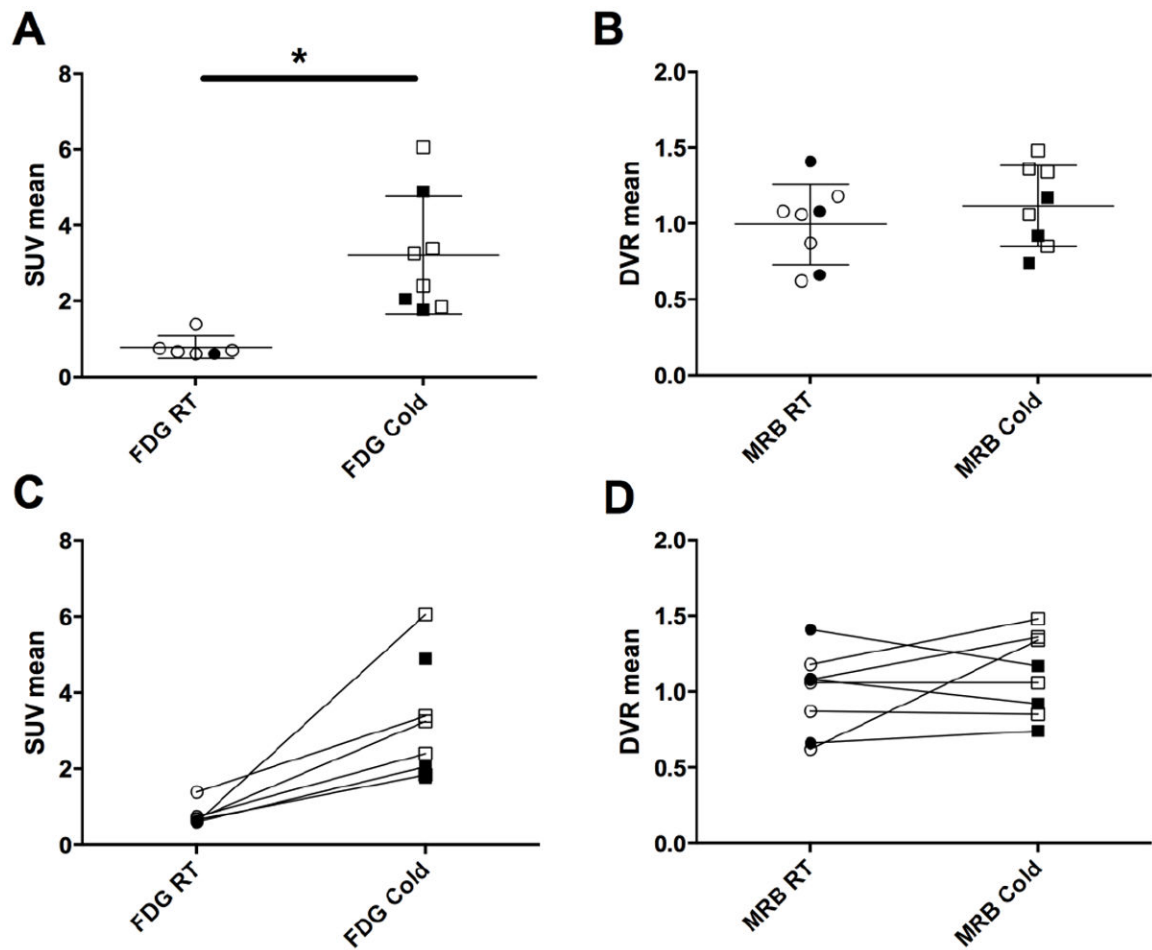 A
*
8
6
4
2
0
SUV mean
FDG RT
FDG Cold
B
2.0
1.5
1.0
0.5
0.0
DVR mean
MRB RT
MRB Cold
C
8
6
4
2
0
SUV mean
FDG RT
FDG Cold
D
2.0
1.5
1.0
0.5
0.0
DVR mean
MRB RT
MRB Cold